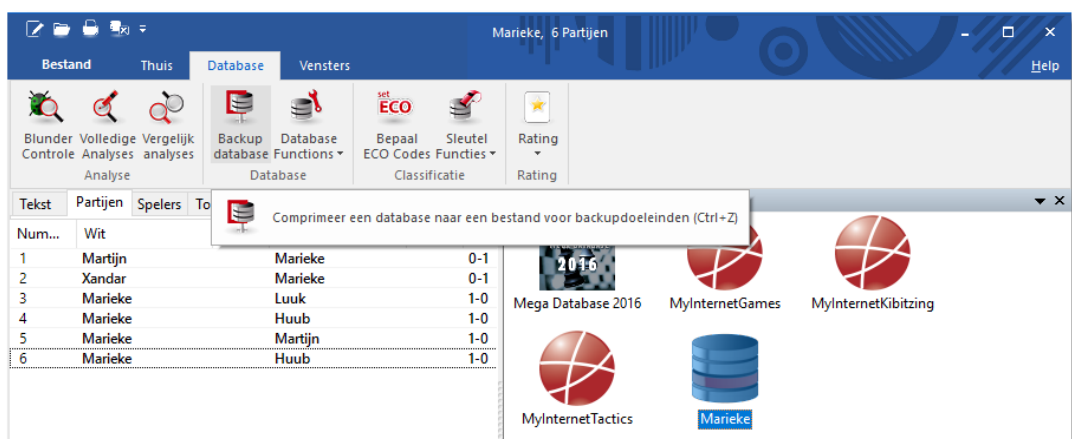 Marieke, 6 Partijen
Bestand Thuis Database Vensters Help
set
ECO
Blunder Volledige Vergelijk Backup Database Bepaal Sleutel Rating
Controle Analyses analyses database Functions ECO Codes Functies
Analyse Database Classificatie Rating
Tekst Partijen Spelers To
Comprimeer een database naar een bestand voor backupdoeleinden (Ctrl+Z)
Num... Wit
1 Martijn Marieke 0-1
2 Xandar Marieke 0-1
3 Marieke Luuk 1-0
4 Marieke Huub 1-0
5 Marieke Martijn 1-0
6 Marieke Huub 1-0
2016
Mega Database 2016 MyInternetGames MyInternetKibitzing
MyInternetTactics Marieke